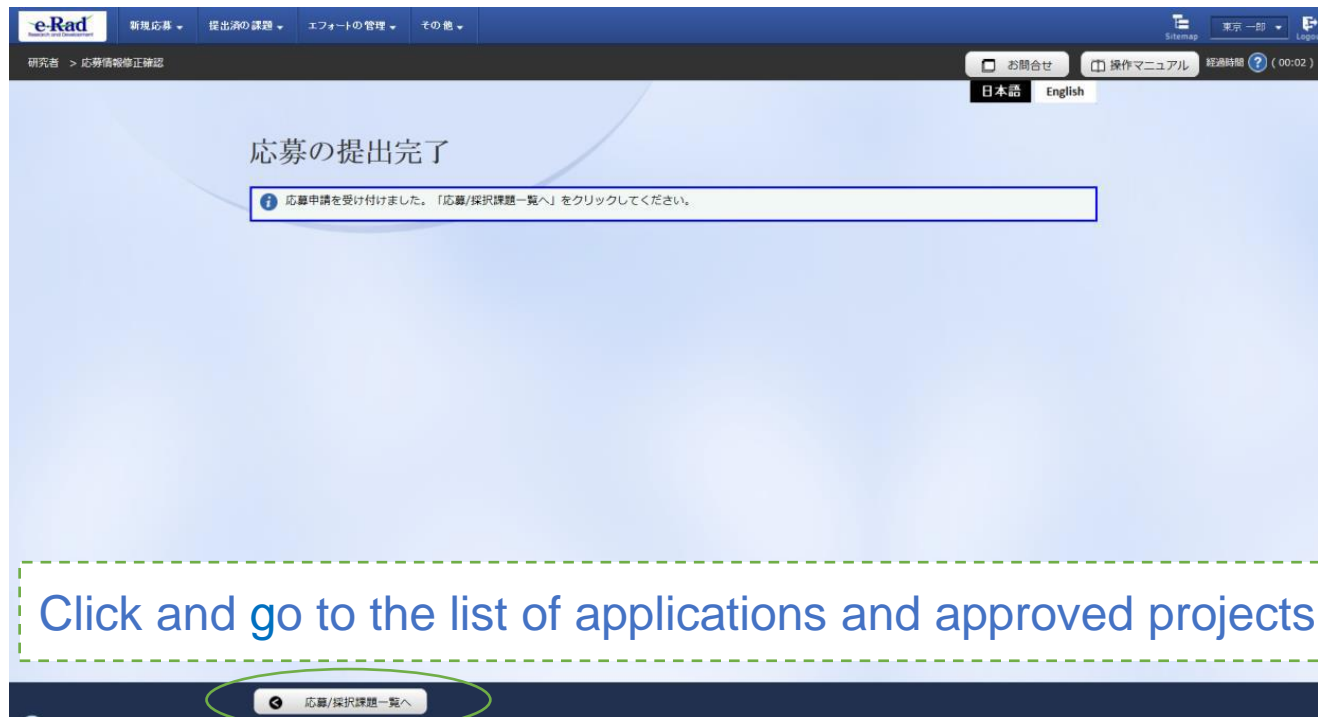 e-Rad 新規応募 提出済の課題 エフォートの管理 その他 Sitemap 東京 一郎 Logou
Research and Development
研究者 > 応募情報修正確認 お問合せ 操作マニュアル 経過時間 ? ( 00:02 )
日本語 English
応募の提出完了
応募申請を受け付けました。「応募/採択課題一覧へ」をクリックしてください。
Click and go to the list of applications and approved projects
応募/採択課題一覧へ